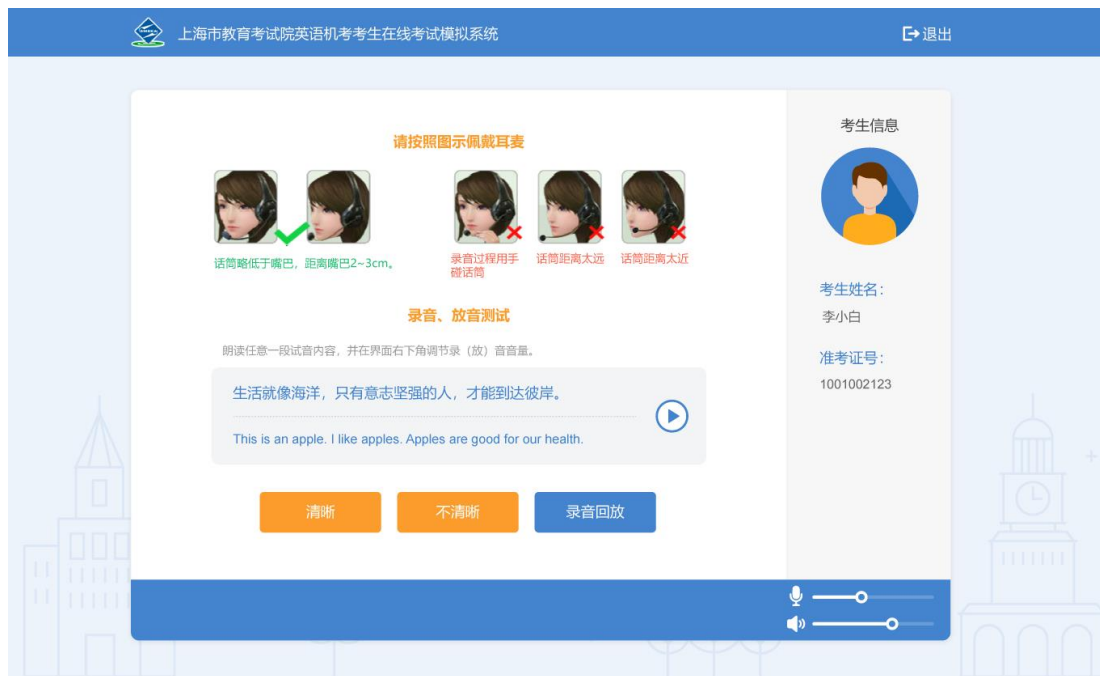 上海市教育考试院英语机考考生在线考试模拟系统
退出
请按照图示佩戴耳麦
话筒略低于嘴巴，距离嘴巴2~3cm。
录音过程用手
碰话筒
话筒距离太远
话筒距离太近
录音、放音测试
朗读任意一段试音内容，并在界面右下角调节录（放）音音量。
生活就像海洋，只有意志坚强的人，才能到达彼岸。
This is an apple. I like apples. Apples are good for our health.
清晰
不清晰
录音回放
考生信息
考生姓名：
李小白
准考证号：
1001002123